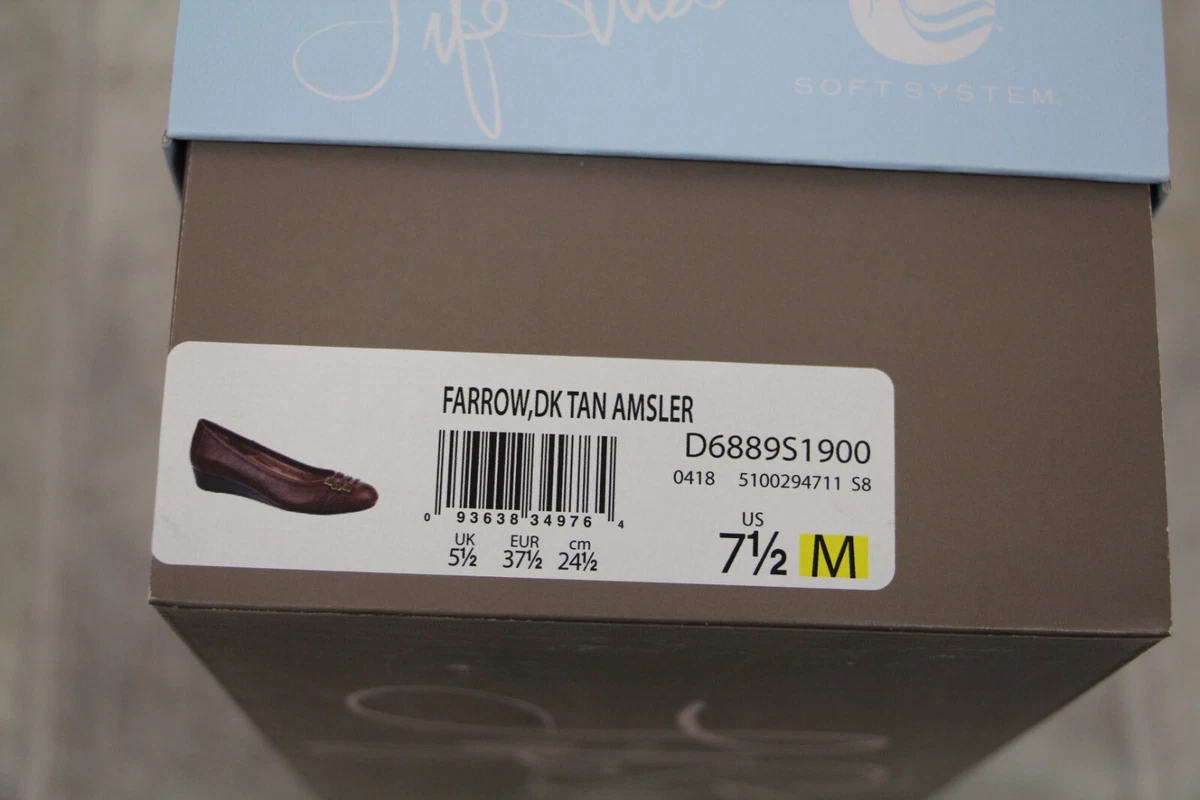 SOFT SYSTEM
FARROW,DK TAN AMSLER
D6889S1900
0418 5100294711 S8
0 93638 34976 4
UK EUR cm
5½ 37½ 24½
US
7½ M